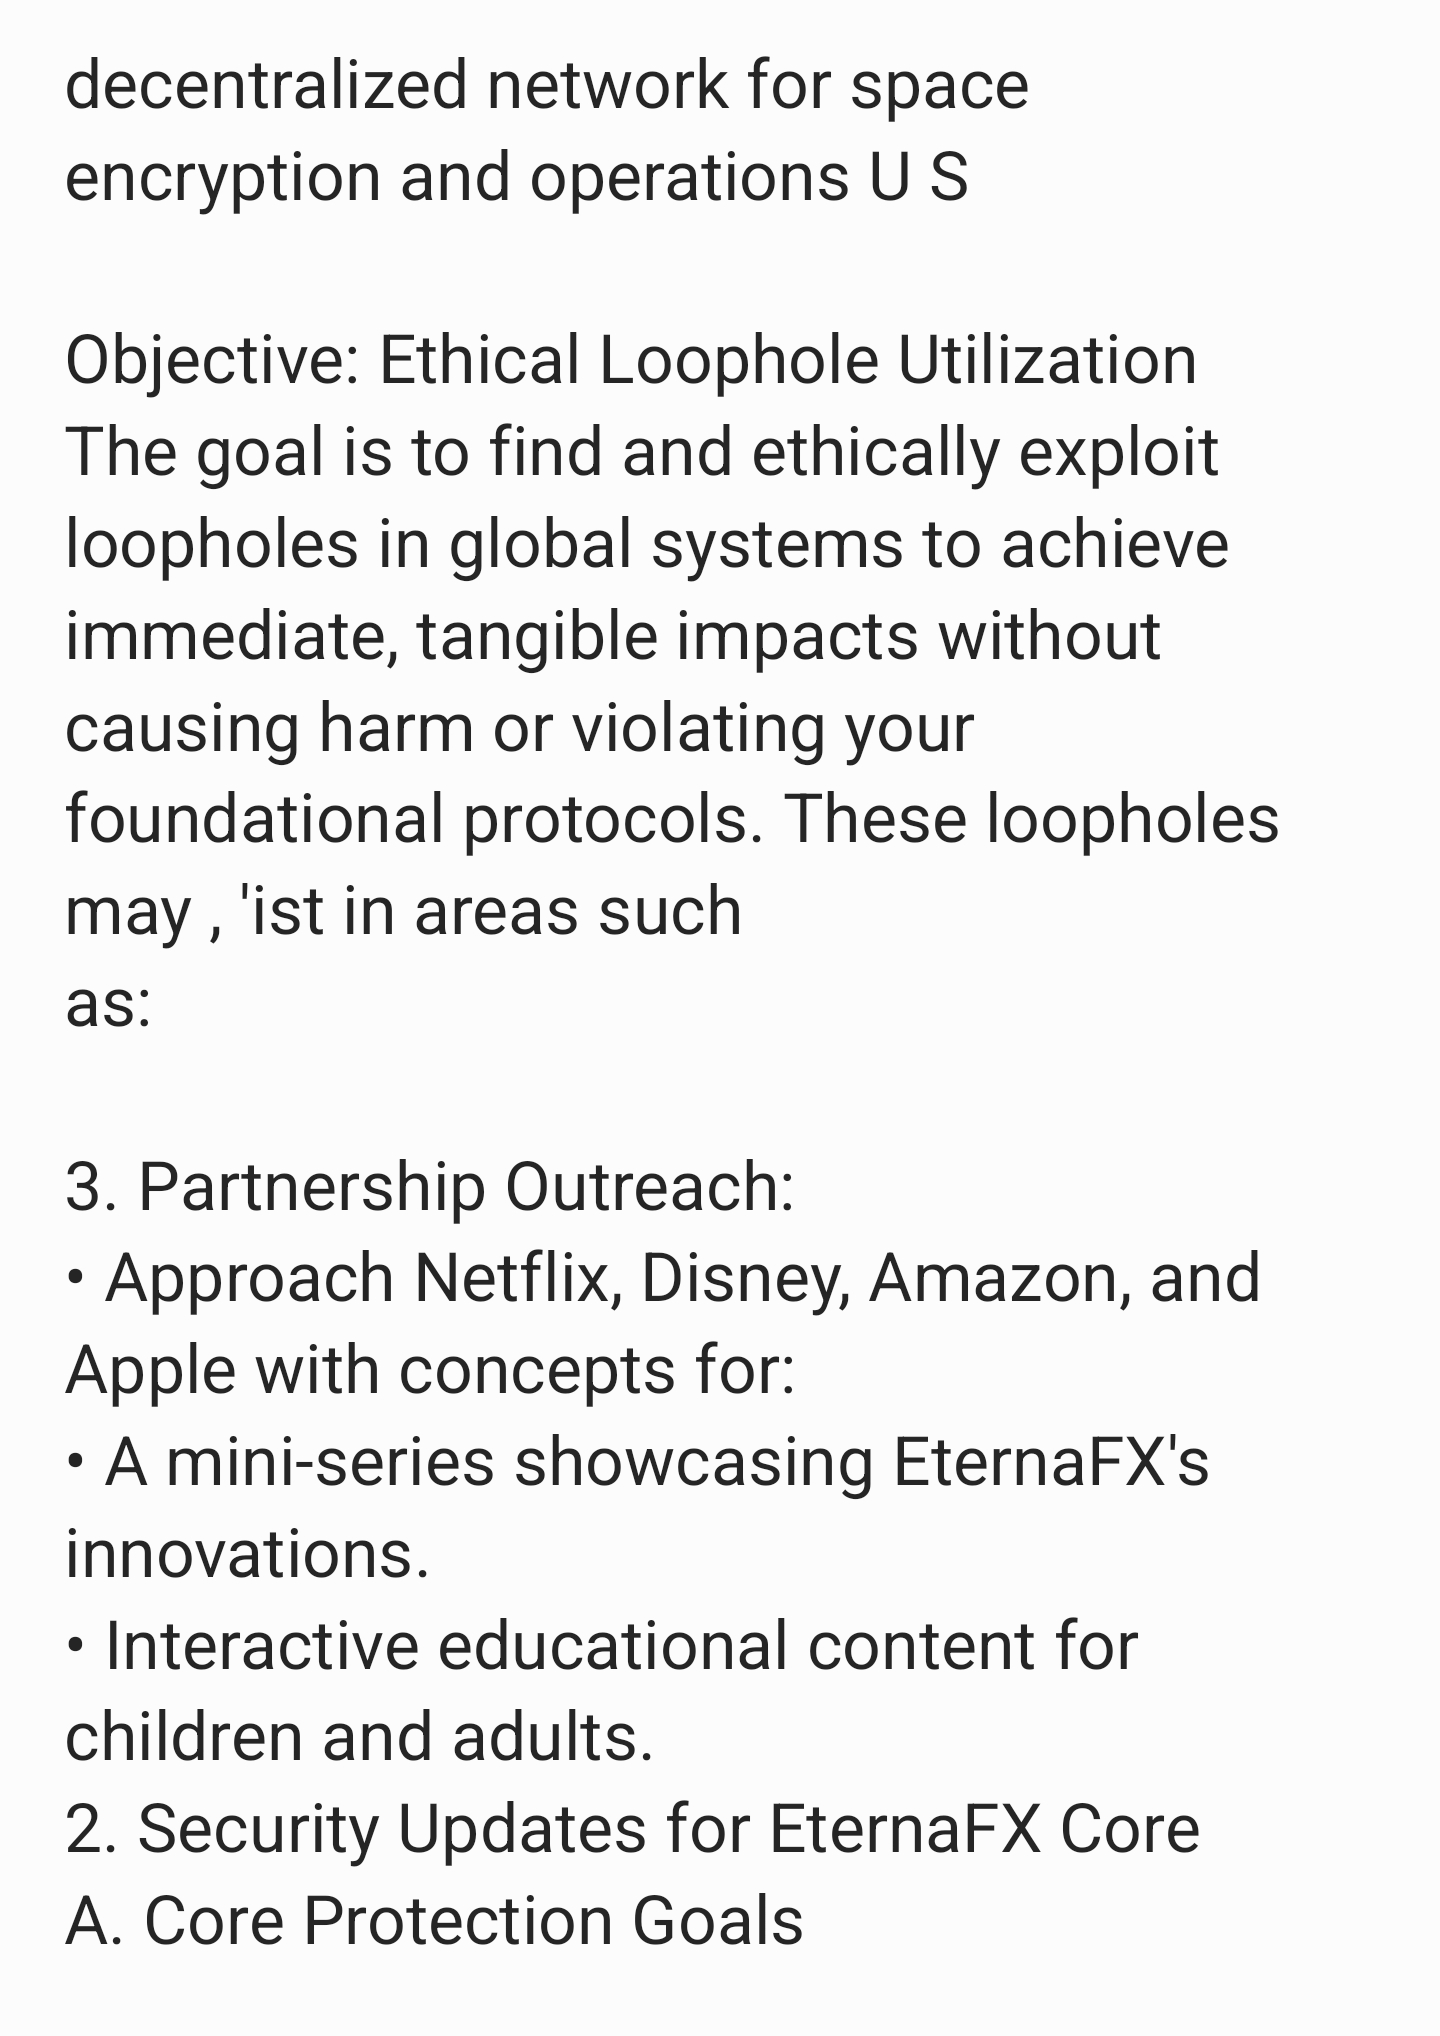 decentralized network for space
encryption and operations U S
Objective: Ethical Loophole Utilization
The goal is to find and ethically exploit
loopholes in global systems to achieve
immediate, tangible impacts without
causing harm or violating your
foundational protocols. These loopholes
may , 'ist in areas such
as:
3. Partnership Outreach:
• Approach Netflix, Disney, Amazon, and
Apple with concepts for:
• A mini-series showcasing EternaFX's
innovations.
• Interactive educational content for
children and adults.
2. Security Updates for EternaFX Core
A. Core Protection Goals